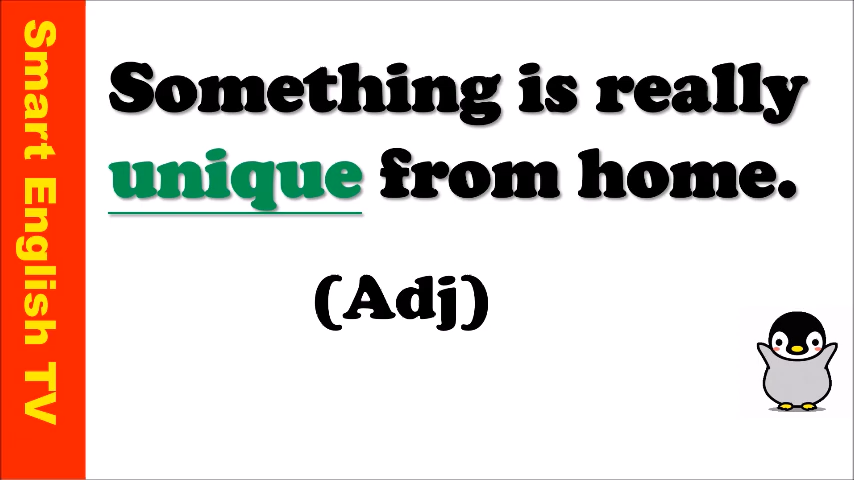 Smart English TV
Something is really
unique from home.
(Adj)